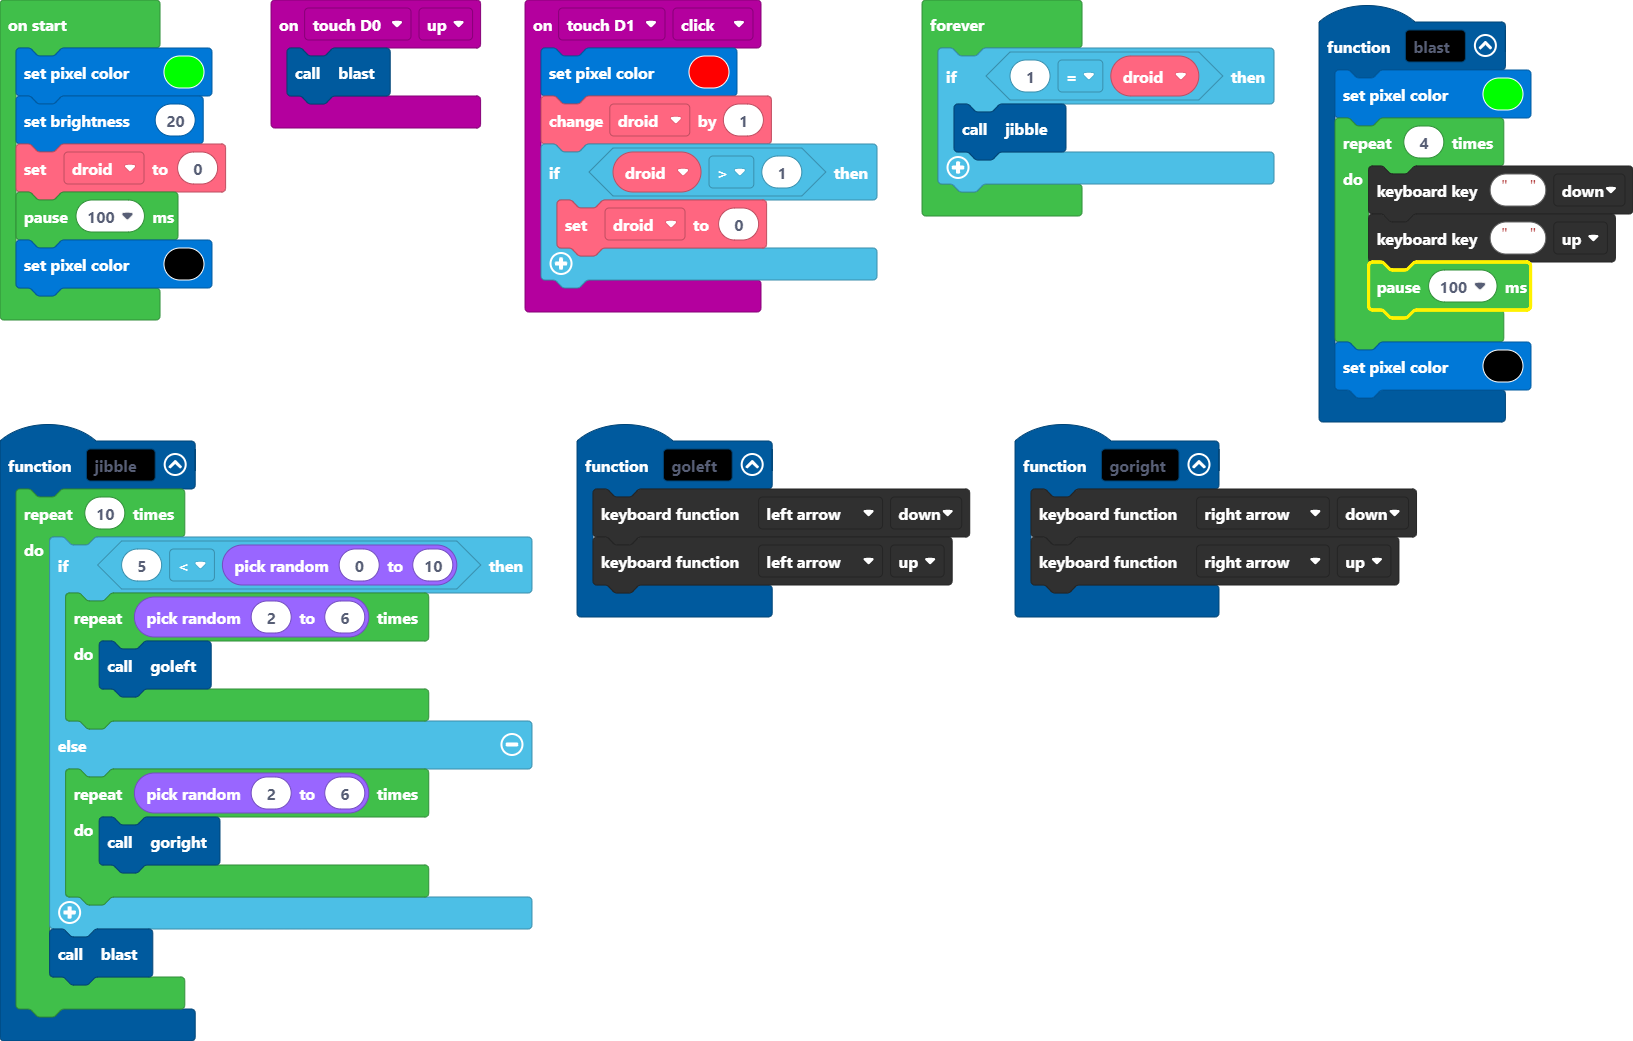 on start
set pixel color
set brightness 20
set droid to 0
pause 100 ms
set pixel color
on touch D0 up
call blast
on touch D1 click
set pixel color
change droid by 1
if droid > 1 then
set droid to 0
forever
if 1 = droid then
call jibble
function blast
set pixel color
repeat 4 times
do
keyboard key " " down
keyboard key " " up
pause 100 ms
set pixel color
function jibble
repeat 10 times
do
if 5 < pick random 0 to 10 then
repeat pick random 2 to 6 times
do
call goleft
else
repeat pick random 2 to 6 times
do
call goright
call blast
function goleft
keyboard function left arrow down
keyboard function left arrow up
function goright
keyboard function right arrow down
keyboard function right arrow up